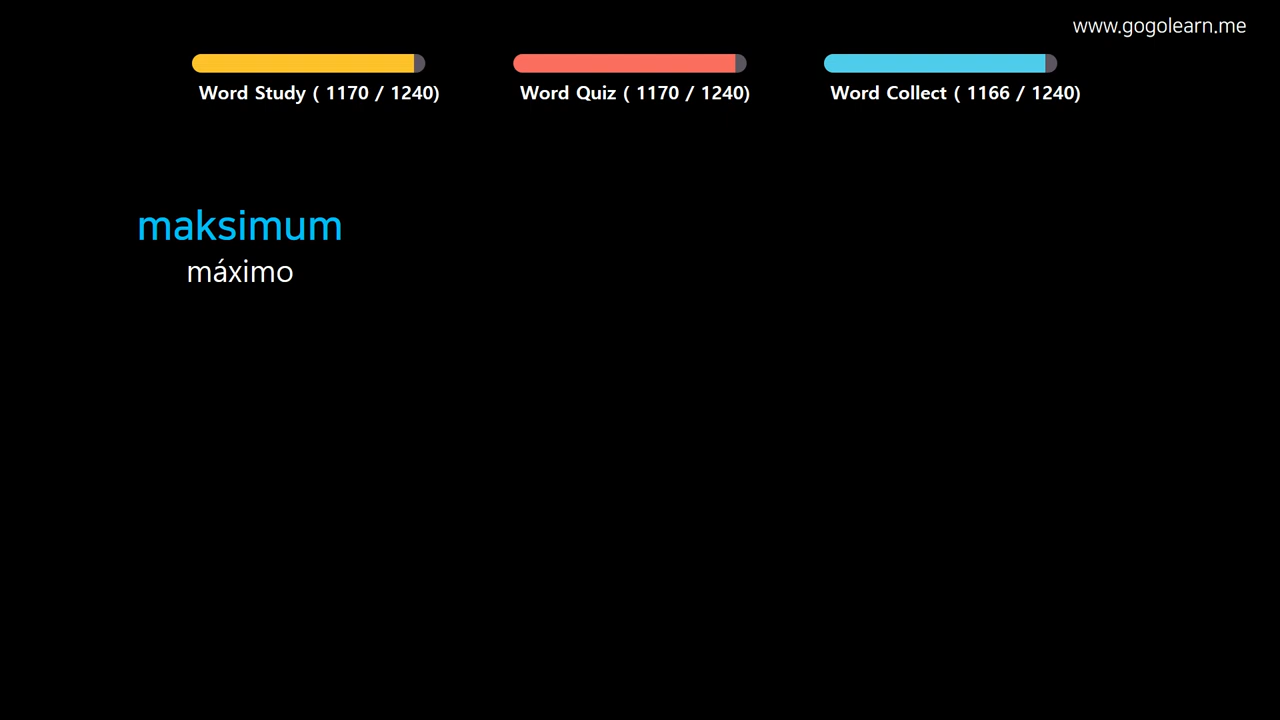 www.gogolearn.me
Word Study ( 1170 / 1240)
Word Quiz ( 1170 / 1240)
Word Collect ( 1166 / 1240)
maksimum
máximo